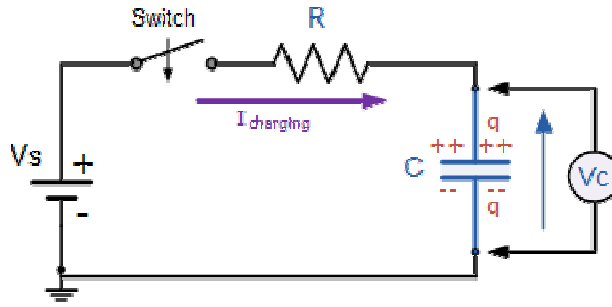 Switch
R
I charging
Vs
+
-
C
q
++ ++
-- --
q
Vc